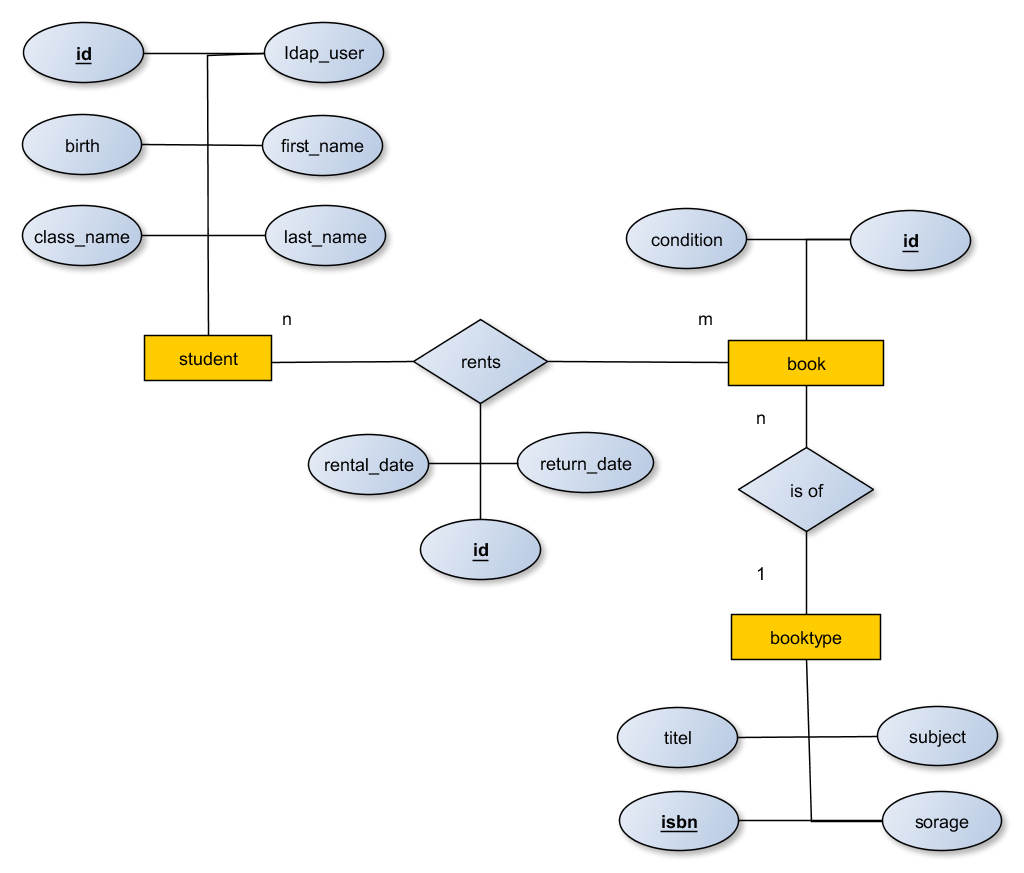 id
ldap_user
birth
first_name
class_name
last_name
condition
id
n
m
student
rents
book
n
rental_date
return_date
is of
id
1
booktype
titel
subject
isbn
sorage